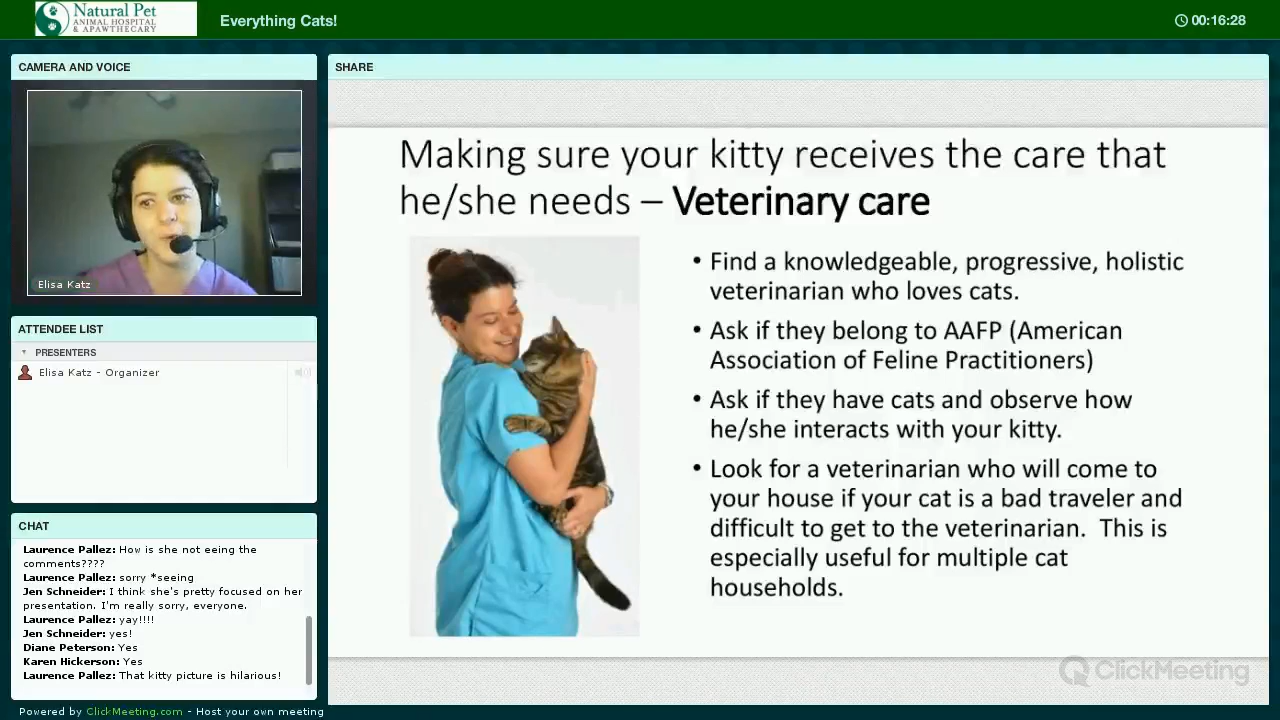 Natural Pet
ANIMAL HOSPITAL
& APAWTHECARY
Everything Cats!
00:16:28
CAMERA AND VOICE
Elisa Katz
ATTENDEE LIST
PRESENTERS
Elisa Katz - Organizer
CHAT
Laurence Pallez: How is she not eeing the
comments????
Laurence Pallez: sorry *seeing
Jen Schneider: I think she's pretty focused on her
presentation. I'm really sorry, everyone.
Laurence Pallez: yay!!!!
Jen Schneider: yes!
Diane Peterson: Yes
Karen Hickerson: Yes
Laurence Pallez: That kitty picture is hilarious!
Powered by ClickMeeting.com - Host your own meeting
SHARE
Making sure your kitty receives the care that
he/she needs – Veterinary care
• Find a knowledgeable, progressive, holistic
veterinarian who loves cats.
• Ask if they belong to AAFP (American
Association of Feline Practitioners)
• Ask if they have cats and observe how
he/she interacts with your kitty.
• Look for a veterinarian who will come to
your house if your cat is a bad traveler and
difficult to get to the veterinarian.  This is
especially useful for multiple cat
households.
ClickMeeting